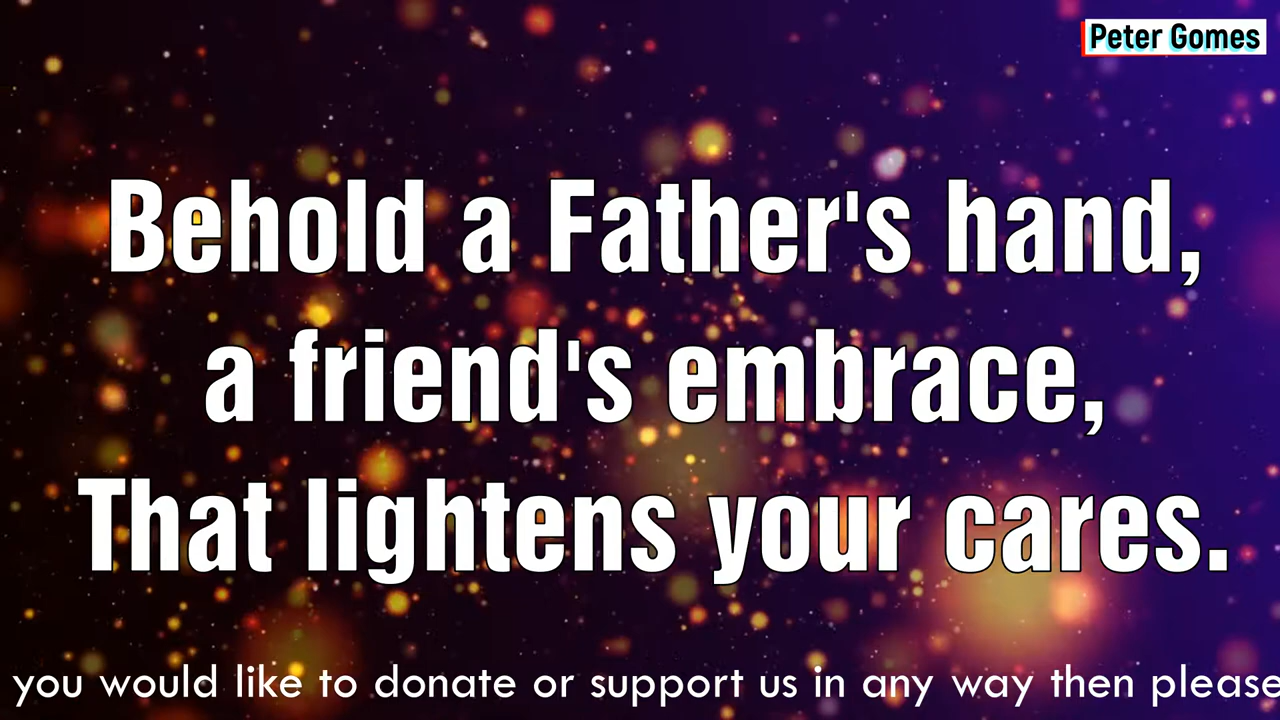 Peter Gomes
Behold a Father's hand,
a friend's embrace,
That lightens your cares.
you would like to donate or support us in any way then please